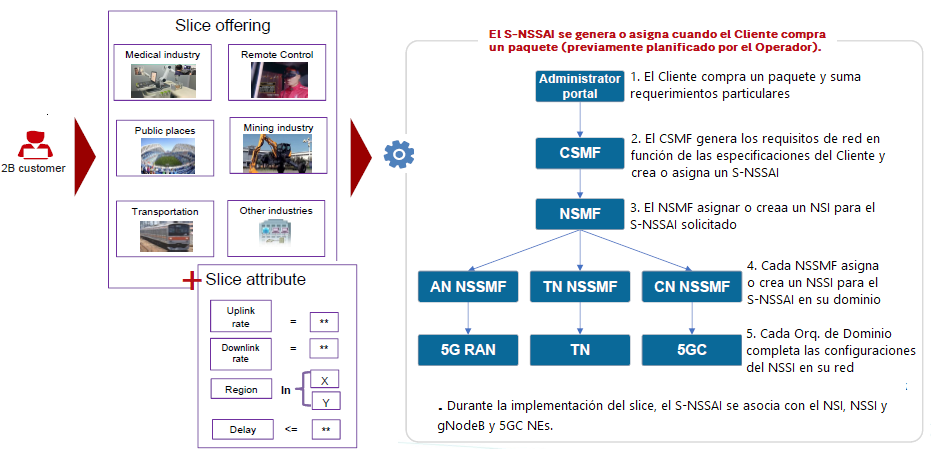 2B customer
Slice offering
Medical industry
Remote Control
Public places
Mining industry
Transportation
Other industries
+
Slice attribute
Uplink
rate
=
**
Downlink
rate
=
**
Region
In
X
Y
Delay
<=
**
El S-NSSAI se genera o asigna cuando el Cliente compra
un paquete (previamente planificado por el Operador).
Administrator
portal
1. El Cliente compra un paquete y suma
requerimientos particulares
CSMF
2. El CSMF genera los requisitos de red en
función de las especificaciones del Cliente y
crea o asigna un S-NSSAI
NSMF
3. El NSMF asignar o creaa un NSI para el
S-NSSAI solicitado
AN NSSMF
TN NSSMF
CN NSSMF
4. Cada NSSMF asigna
o crea un NSSI para el
S-NSSAI en su dominio
5G RAN
TN
5GC
5. Cada Orq. de Dominio
completa las configuraciones
del NSSI en su red
. Durante la implementación del slice, el S-NSSAI se asocia con el NSI, NSSI y
gNodeB y 5GC NEs.